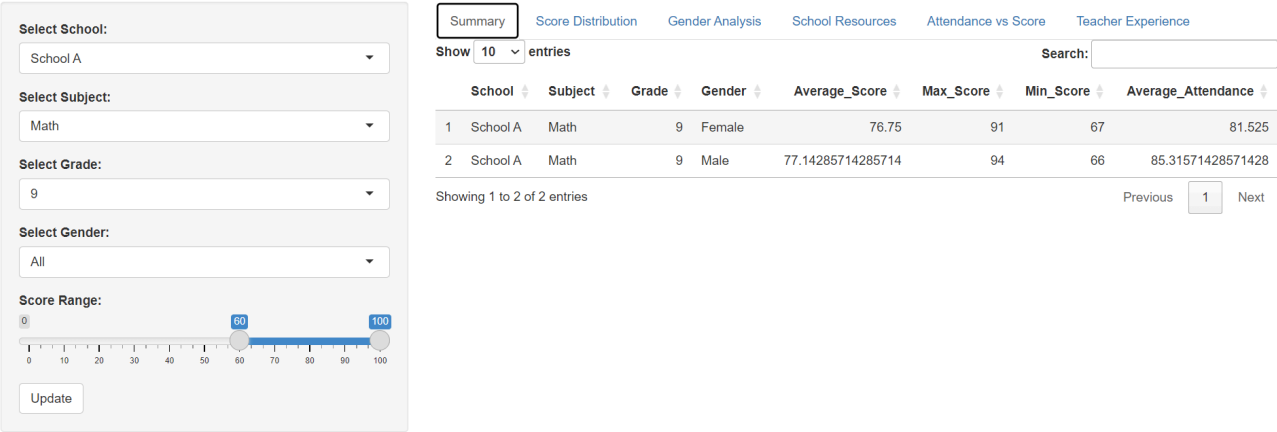 Select School:
School A
Select Subject:
Math
Select Grade:
9
Select Gender:
All
Score Range:
0 60 100
0 10 20 30 40 50 60 70 80 90 100
Update
Summary Score Distribution Gender Analysis School Resources Attendance vs Score Teacher Experience
Show 10 entries Search:
School Subject Grade Gender Average_Score Max_Score Min_Score Average_Attendance
1 School A Math 9 Female 76.75 91 67 81.525
2 School A Math 9 Male 77.14285714285714 94 66 85.31571428571428
Showing 1 to 2 of 2 entries Previous 1 Next